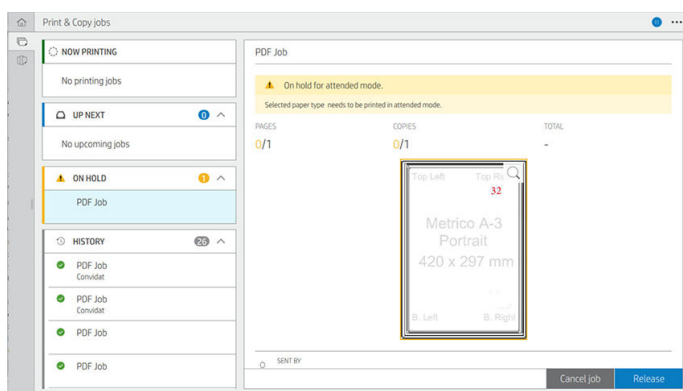 Print & Copy jobs
NOW PRINTING
No printing jobs
UP NEXT
0
No upcoming jobs
ON HOLD
1
PDF Job
HISTORY
26
PDF Job
Convidat
PDF Job
Convidat
PDF Job
PDF Job
PDF Job
On hold for attended mode.
Selected paper type needs to be printed in attended mode.
PAGES
COPIES
TOTAL
0/1
0/1
-
Top Left
Top Ri
32
Metrico A-3
Portrait
420 x 297 mm
B. Left
B. Right
SENT BY
Cancel job
Release